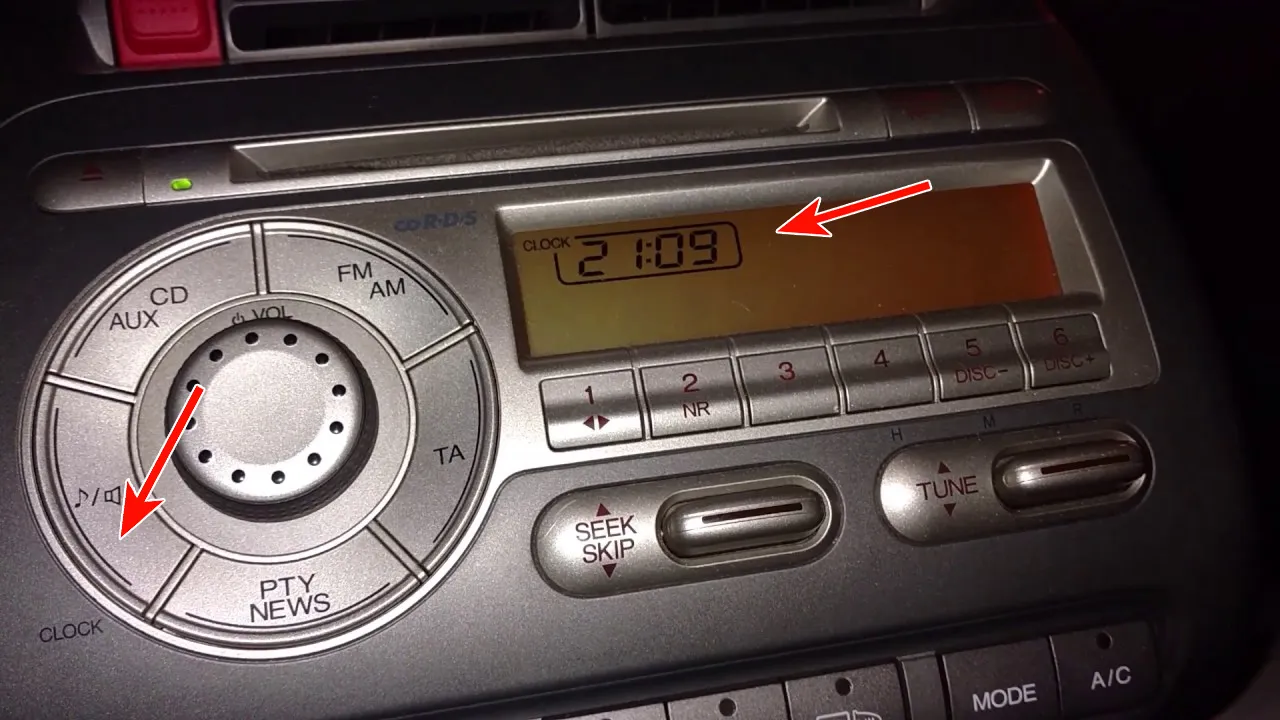 R·D·S
CLOCK 21:09
FM
AM
CD
AUX
VOL
TA
PTY
NEWS
CLOCK
1
2
NR
3
4
5
DISC–
6
DISC+
H
M
R
SEEK
SKIP
TUNE
MODE
A/C